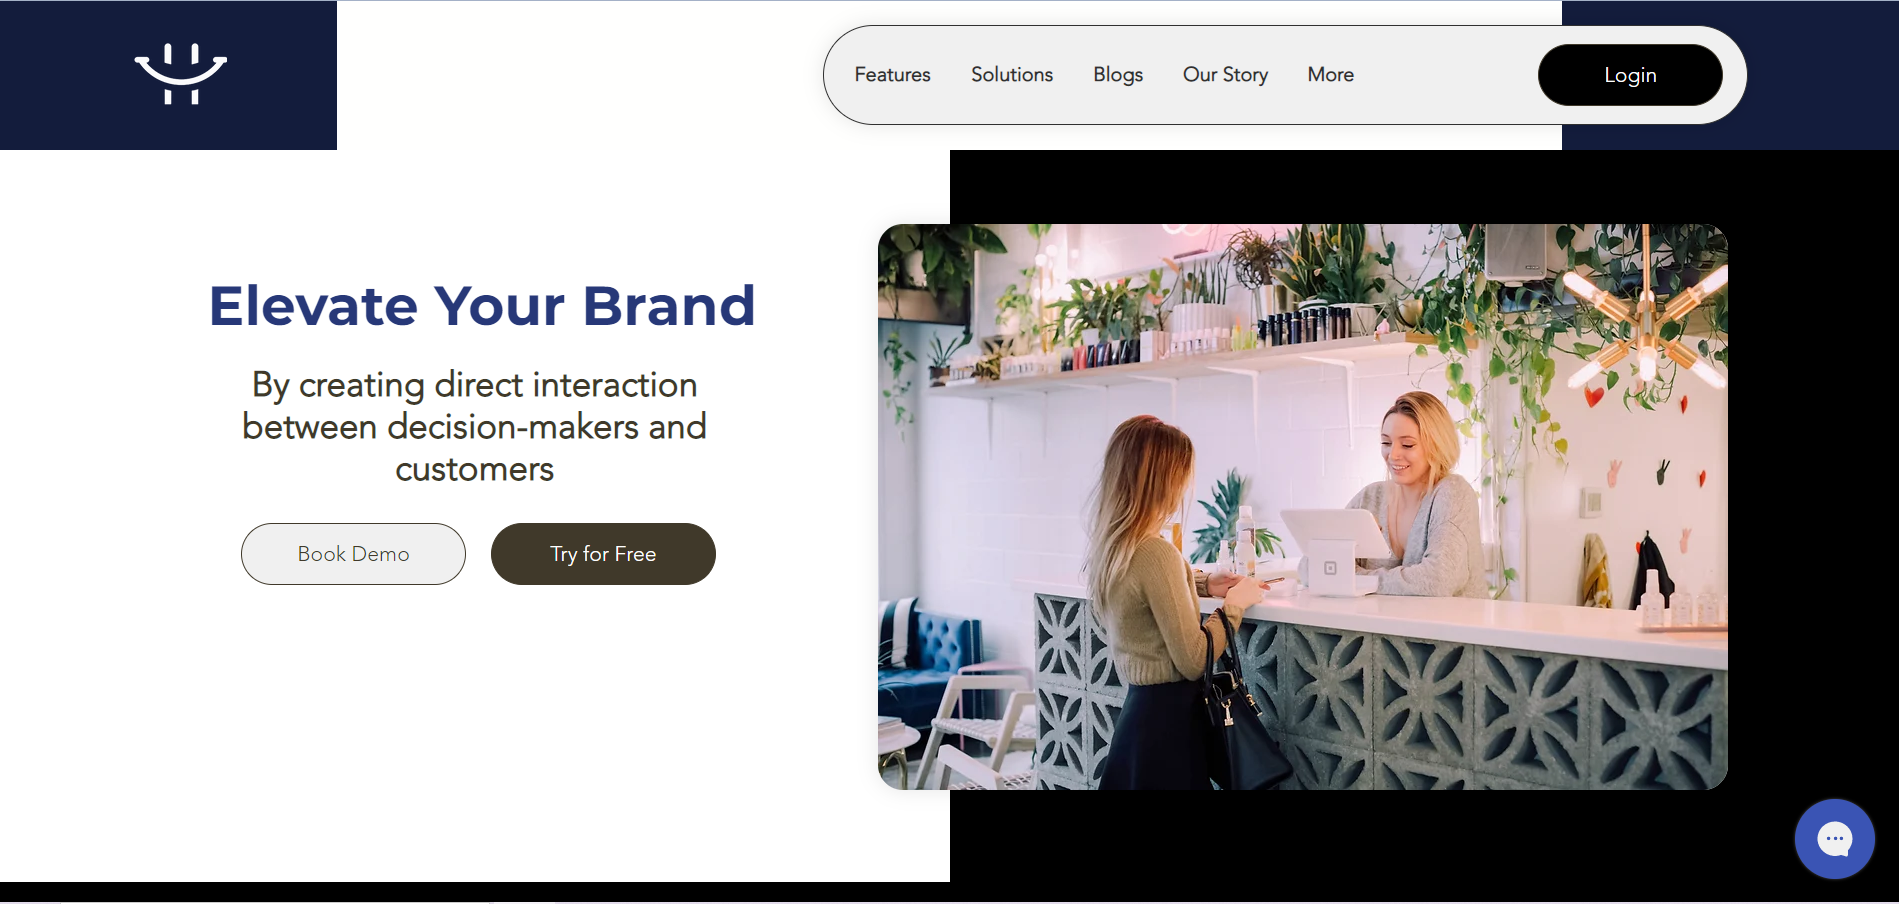 Features
Solutions
Blogs
Our Story
More
Login
Elevate Your Brand
By creating direct interaction
between decision-makers and
customers
Book Demo
Try for Free